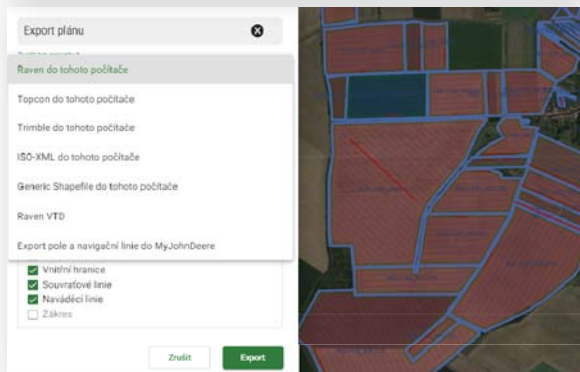 Export plánu
Raven do tohoto počítače
Topcon do tohoto počítače
Trimble do tohoto počítače
ISO-XML do tohoto počítače
Generic Shapefile do tohoto počítače
Raven VTD
Export pole a navigační linie do MyJohnDeere
Vnitřní hranice
Souvraťové linie
Naváděcí linie
Zákres
Zrušit
Export